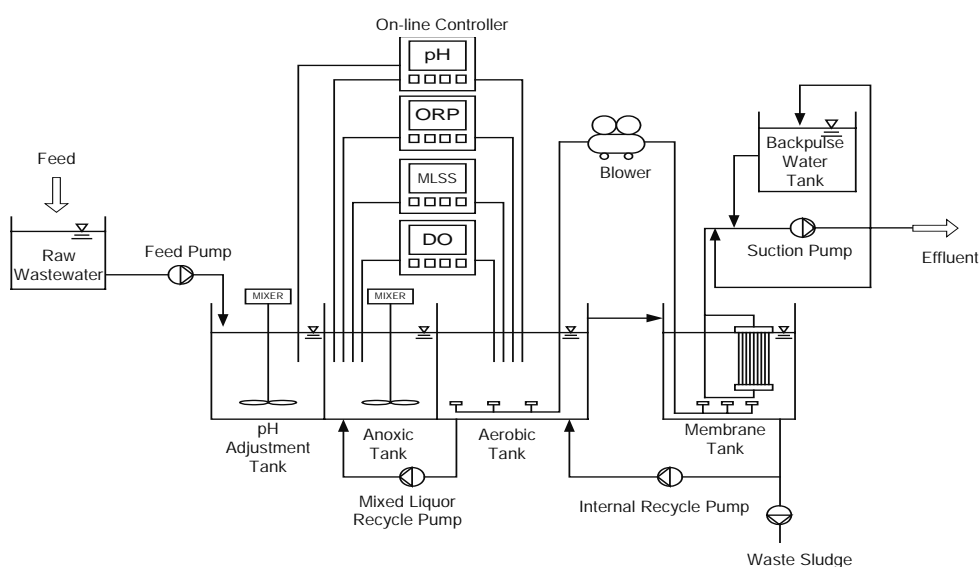 On-line Controller
pH
ORP
MLSS
DO
Feed
Raw
Wastewater
Feed Pump
MIXER
MIXER
Blower
Backpulse
Water
Tank
Suction Pump
Effluent
pH
Adjustment
Tank
Anoxic
Tank
Aerobic
Tank
Membrane
Tank
Mixed Liquor
Recycle Pump
Internal Recycle Pump
Waste Sludge